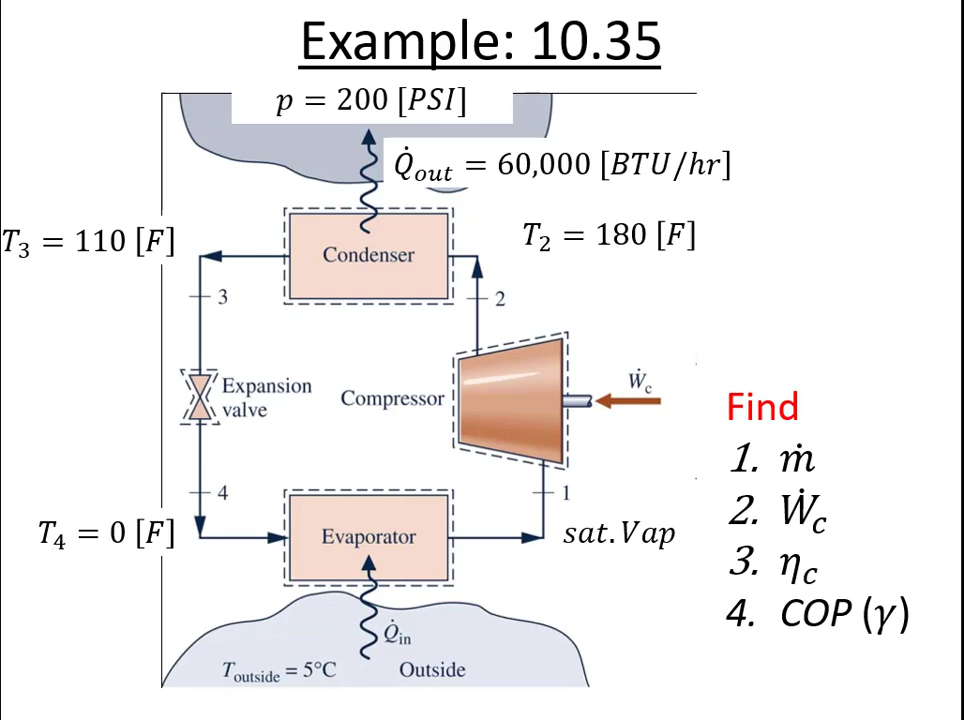 Example: 10.35
p = 200 [PSI]
Q̇out = 60,000 [BTU/hr]
T3 = 110 [F]
T2 = 180 [F]
Condenser
3
2
Expansion
valve
Compressor
Ẇc
Find
1. ṁ
2. Ẇc
3. ηc
4. COP (γ)
4
1
T4 = 0 [F]
Evaporator
sat.Vap
Q̇in
Toutside = 5°C
Outside